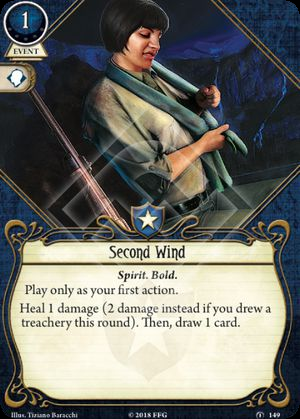 1
EVENT
Second Wind
Spirit. Bold.
Play only as your first action.
Heal 1 damage (2 damage instead if you drew a
treachery this round). Then, draw 1 card.
Illus. Tiziano Baracchi
© 2018 FFG
149